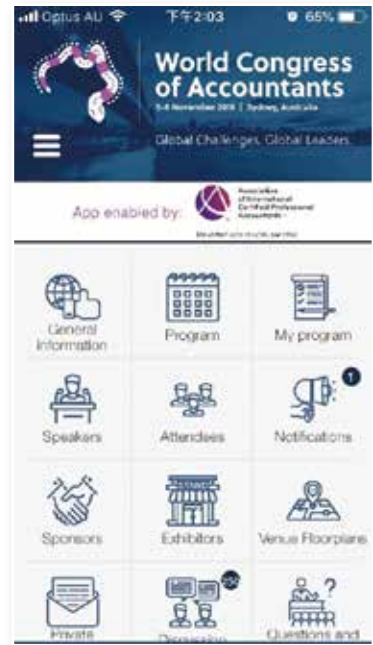 Optus AU 下午2:03 65%
World Congress
of Accountants
5-8 November 2018 | Sydney, Australia
Global Challenges. Global Leaders.
App enabled by:
Association
of International
Certified Professional
Accountants
General
Information
Program
My program
Speakers
Attendees
1
Notifications
Sponsors
STAND
Exhibitors
Venue Floorplans
Private
Discussion
Questions and